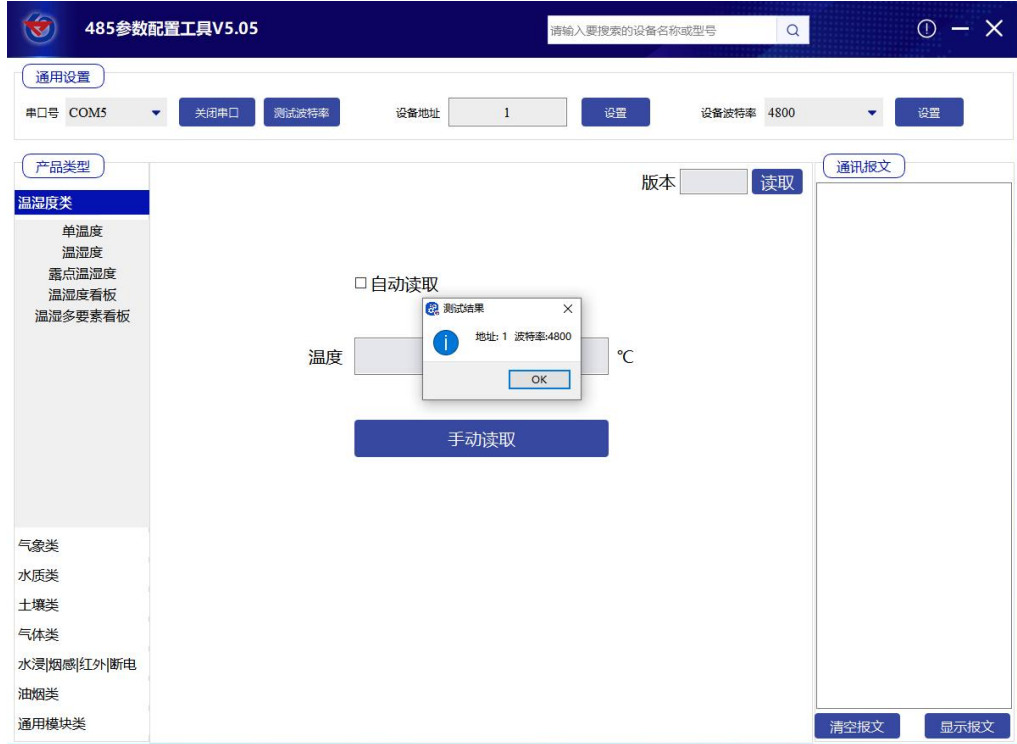 485参数配置工具V5.05
请输入要搜索的设备名称或型号
通用设置
串口号 COM5 关闭串口 测试波特率 设备地址 1 设置 设备波特率 4800 设置
产品类型
通讯报文
版本 读取
温湿度类
单温度
温湿度
露点温湿度
温湿度看板
温湿多要素看板
自动读取
测试结果
地址: 1 波特率:4800
OK
温度 ℃
手动读取
气象类
水质类
土壤类
气体类
水浸|烟感|红外|断电
油烟类
通用模块类
清空报文 显示报文